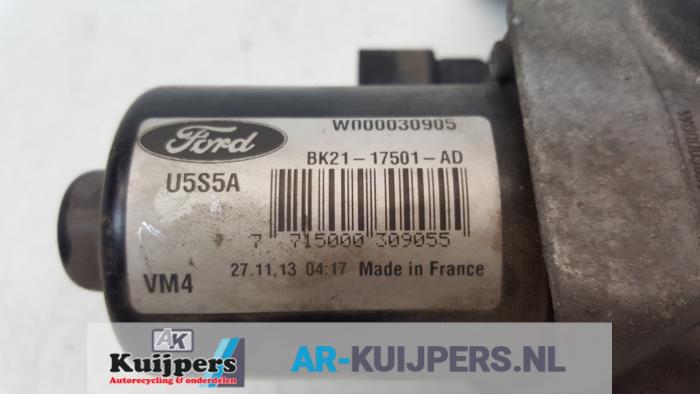 W000030905
Ford
BK21-17501-AD
U5S5A
7 715000 309055
27.11.13 04:17 Made in France
VM4
AK
Kuijpers
Autorecycling & onderdelen
AR-KUIJPERS.NL